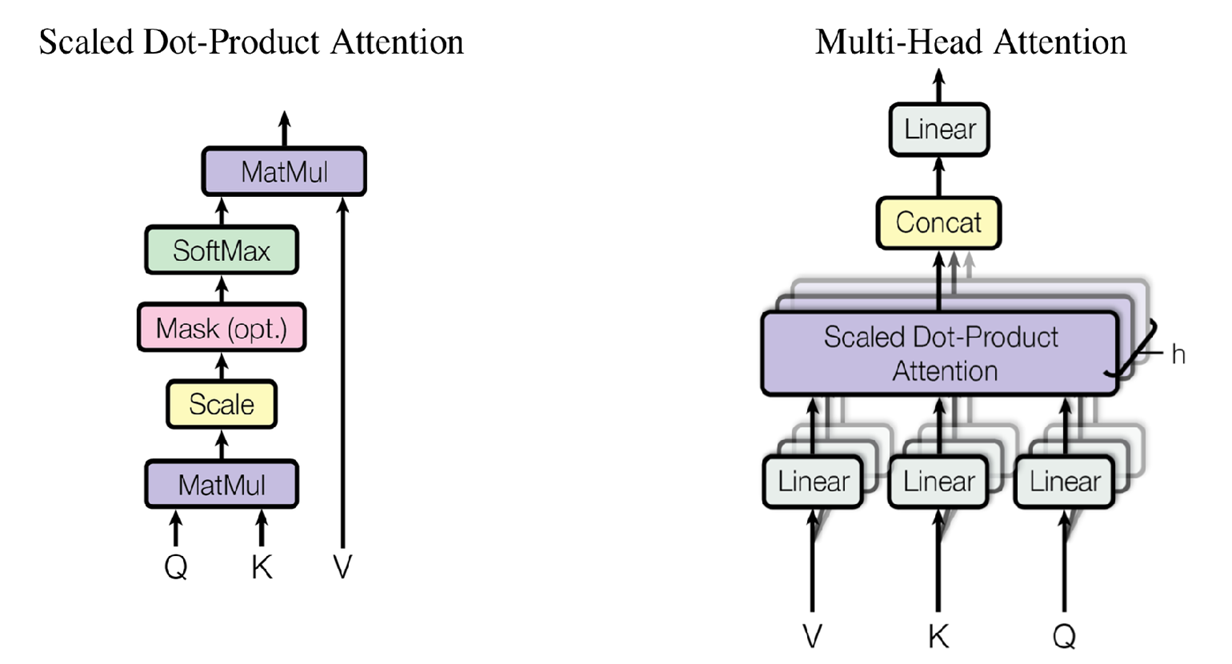 Scaled Dot-Product Attention
MatMul
SoftMax
Mask (opt.)
Scale
MatMul
Q K V
Multi-Head Attention
Linear
Concat
Scaled Dot-Product
Attention
h
Linear Linear Linear
V K Q